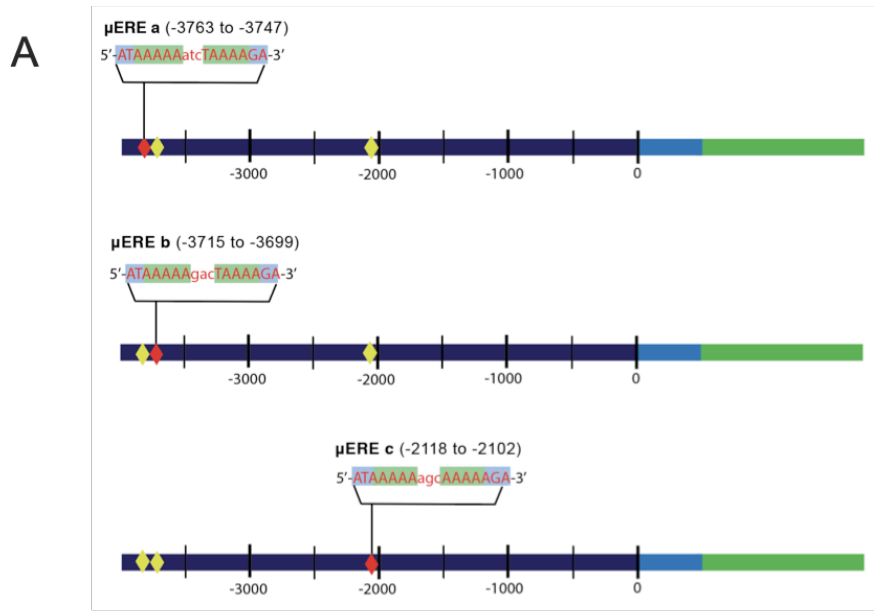 A
μERE a (-3763 to -3747)
5'-ATAAAAAatcTAAAAGA-3'
-3000 -2000 -1000 0
μERE b (-3715 to -3699)
5'-ATAAAAAgacTAAAAGA-3'
-3000 -2000 -1000 0
μERE c (-2118 to -2102)
5'-ATAAAAAagcAAAAAGA-3'
-3000 -2000 -1000 0